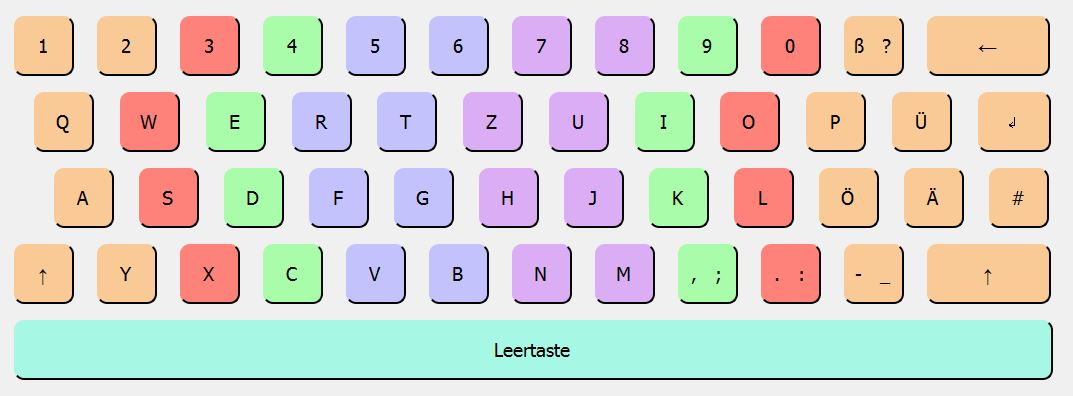 1 2 3 4 5 6 7 8 9 0 ß ? ←
Q W E R T Z U I O P Ü ↲
A S D F G H J K L Ö Ä #
↑ Y X C V B N M , ; . : - _ ↑
Leertaste